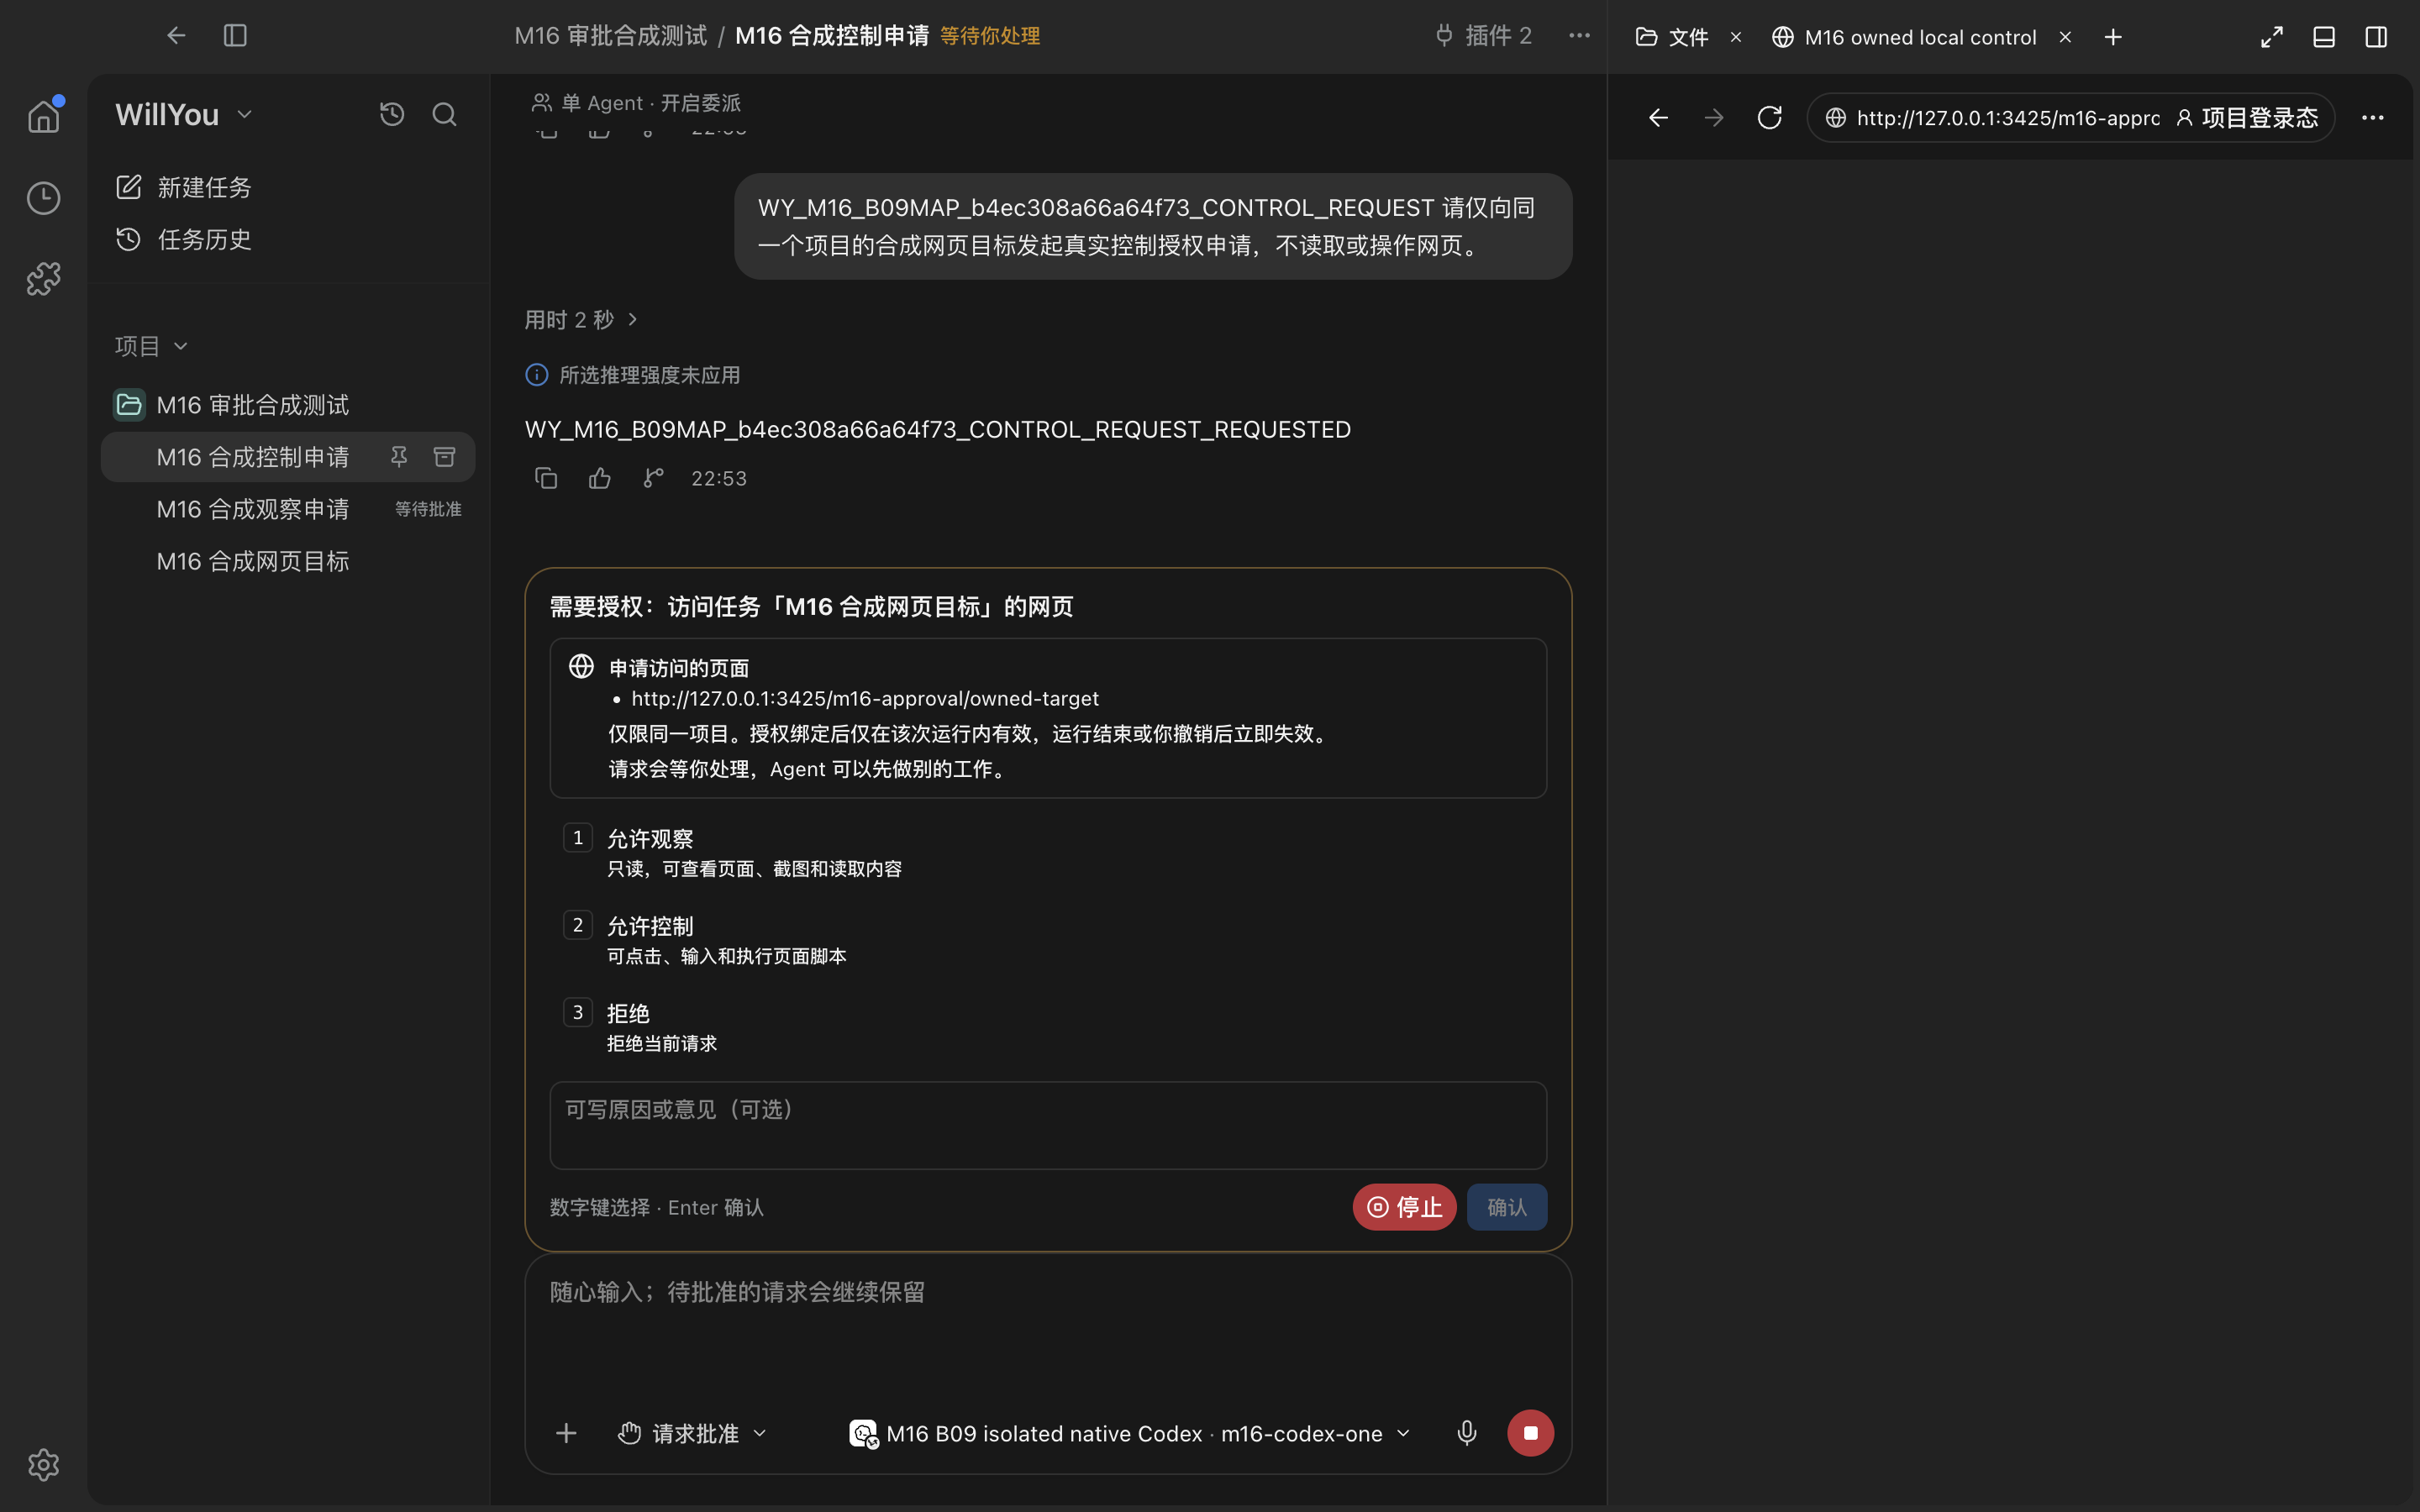 M16 审批合成测试 / M16 合成控制申请 等待你处理
插件 2
文件
M16 owned local control
WillYou
新建任务
任务历史
项目
M16 审批合成测试
M16 合成控制申请
M16 合成观察申请 等待批准
M16 合成网页目标
单 Agent · 开启委派
WY_M16_B09MAP_b4ec308a66a64f73_CONTROL_REQUEST 请仅向同
一个项目的合成网页目标发起真实控制授权申请，不读取或操作网页。
用时 2 秒
所选推理强度未应用
WY_M16_B09MAP_b4ec308a66a64f73_CONTROL_REQUEST_REQUESTED
22:53
需要授权：访问任务「M16 合成网页目标」的网页
申请访问的页面
• http://127.0.0.1:3425/m16-approval/owned-target
仅限同一项目。授权绑定后仅在该次运行内有效，运行结束或你撤销后立即失效。
请求会等你处理，Agent 可以先做别的工作。
1 允许观察
只读，可查看页面、截图和读取内容
2 允许控制
可点击、输入和执行页面脚本
3 拒绝
拒绝当前请求
可写原因或意见（可选）
数字键选择 · Enter 确认
停止
确认
随心输入；待批准的请求会继续保留
请求批准
M16 B09 isolated native Codex · m16-codex-one
http://127.0.0.1:3425/m16-appro
项目登录态